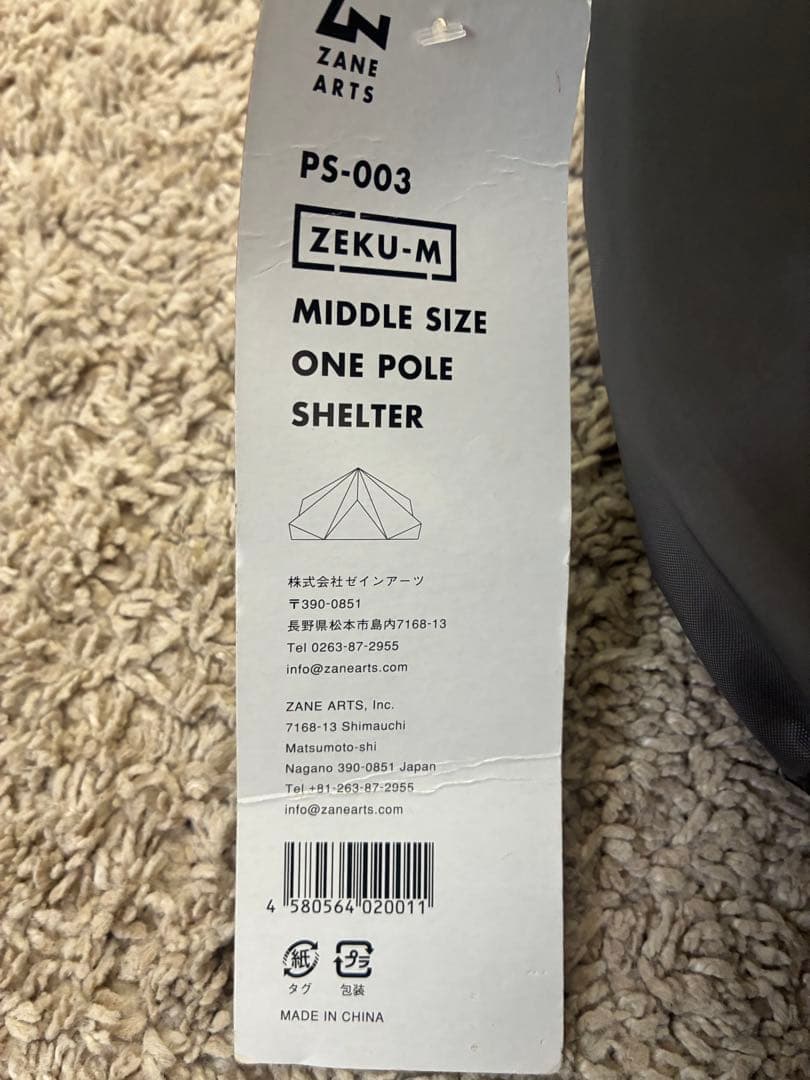 ZANE
ARTS
PS-003
ZEKU-M
MIDDLE SIZE
ONE POLE
SHELTER
株式会社ゼインアーツ
〒390-0851
長野県松本市島内7168-13
Tel 0263-87-2955
info@zanearts.com
ZANE ARTS, Inc.
7168-13 Shimauchi
Matsumoto-shi
Nagano 390-0851 Japan
Tel +81-263-87-2955
info@zanearts.com
4 580564 020011
紙 プラ
タグ 包装
MADE IN CHINA